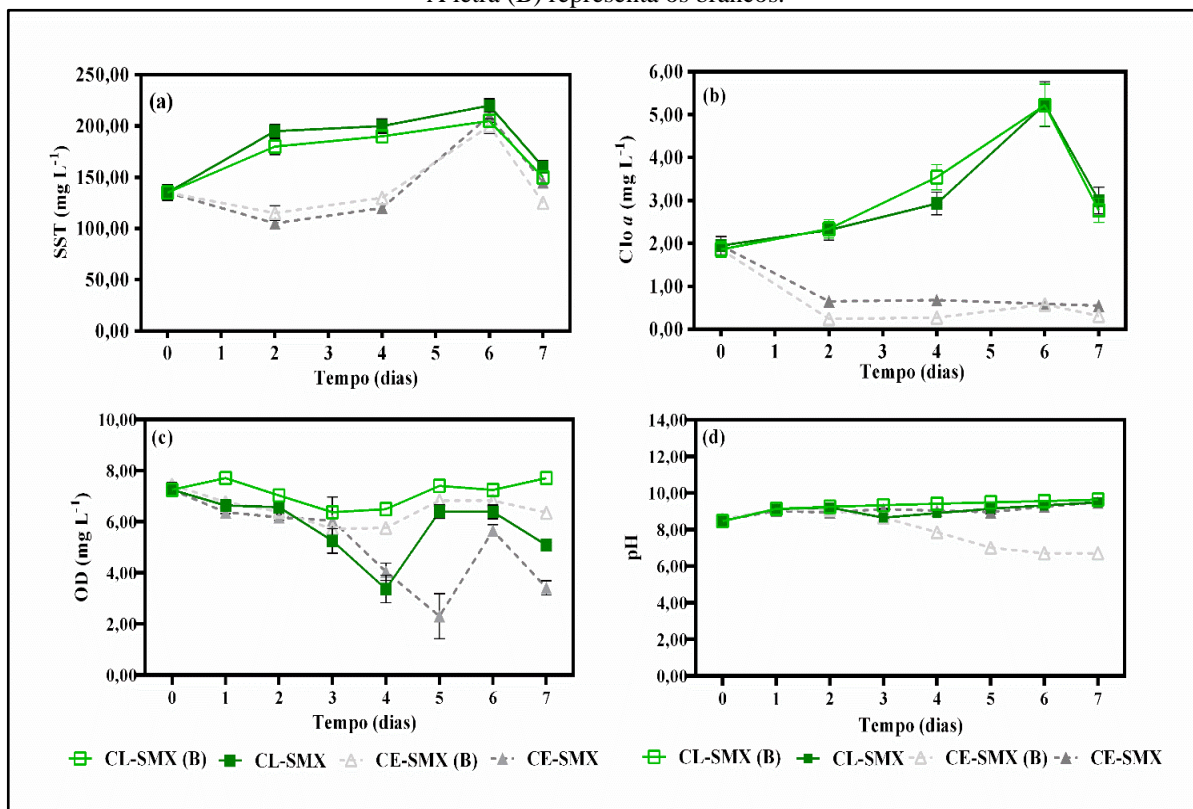 A letra (B) representa os brancos.
(a)
SST (mg L⁻¹)
250,00
200,00
150,00
100,00
50,00
0,00
0 1 2 3 4 5 6 7
Tempo (dias)
(b)
Clo a (mg L⁻¹)
6,00
5,00
4,00
3,00
2,00
1,00
0,00
0 1 2 3 4 5 6 7
Tempo (dias)
(c)
OD (mg L⁻¹)
10,00
8,00
6,00
4,00
2,00
0,00
0 1 2 3 4 5 6 7
Tempo (dias)
(d)
pH
14,00
12,00
10,00
8,00
6,00
4,00
2,00
0,00
0 1 2 3 4 5 6 7
Tempo (dias)
CL-SMX (B) CL-SMX CE-SMX (B) CE-SMX
CL-SMX (B) CL-SMX CE-SMX (B) CE-SMX